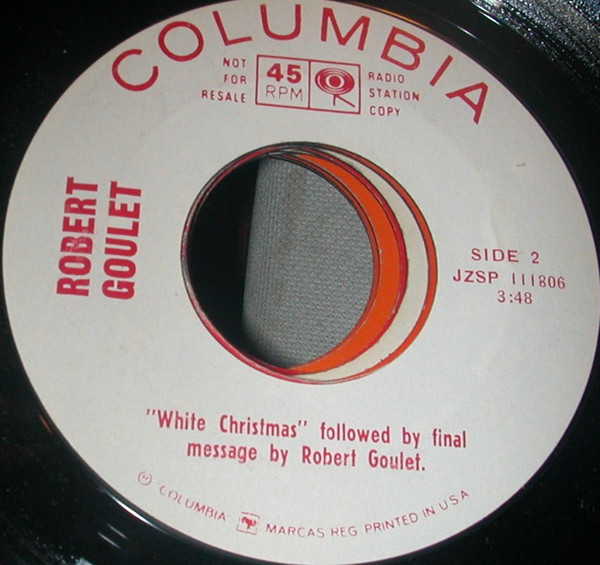 COLUMBIA
NOT
FOR
RESALE
45
RPM
RADIO
STATION
COPY
ROBERT
GOULET
SIDE 2
JZSP 111806
3:48
"White Christmas" followed by final
message by Robert Goulet.
COLUMBIA MARCAS REG PRINTED IN USA